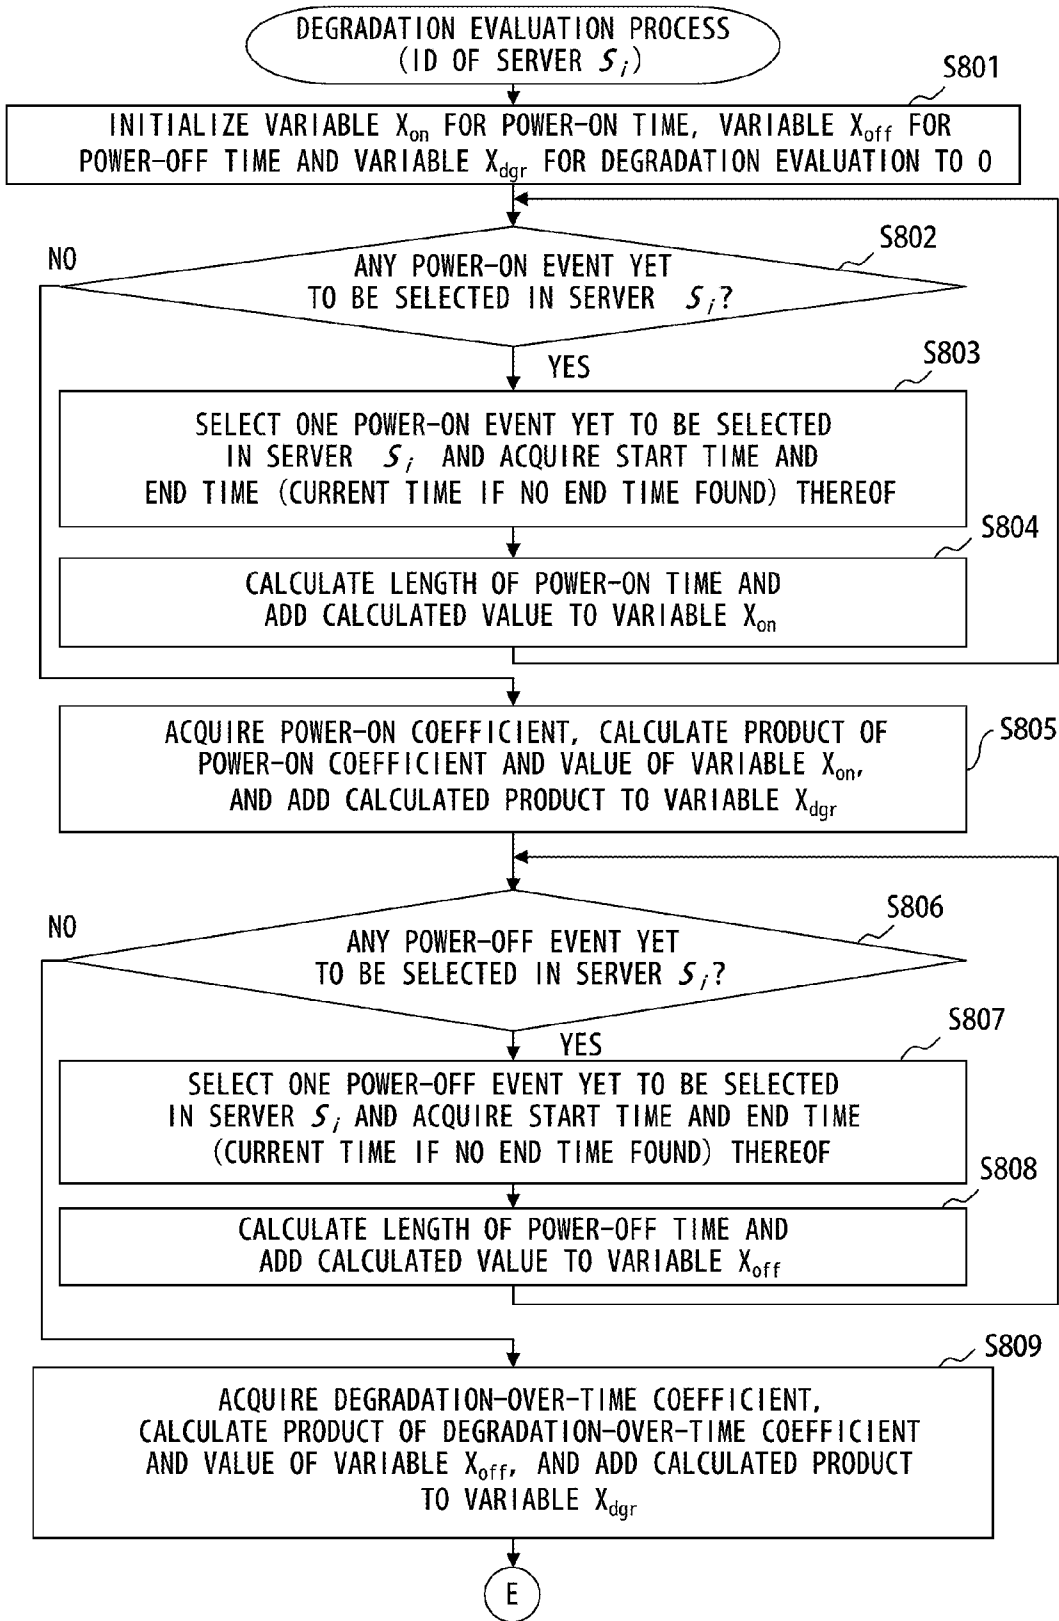 DEGRADATION EVALUATION PROCESS
(ID OF SERVER Si)
S801
INITIALIZE VARIABLE Xon FOR POWER-ON TIME, VARIABLE Xoff FOR
POWER-OFF TIME AND VARIABLE Xdgr FOR DEGRADATION EVALUATION TO 0
S802
NO
ANY POWER-ON EVENT YET
TO BE SELECTED IN SERVER Si?
YES
S803
SELECT ONE POWER-ON EVENT YET TO BE SELECTED
IN SERVER Si AND ACQUIRE START TIME AND
END TIME (CURRENT TIME IF NO END TIME FOUND) THEREOF
S804
CALCULATE LENGTH OF POWER-ON TIME AND
ADD CALCULATED VALUE TO VARIABLE Xon
S805
ACQUIRE POWER-ON COEFFICIENT, CALCULATE PRODUCT OF
POWER-ON COEFFICIENT AND VALUE OF VARIABLE Xon,
AND ADD CALCULATED PRODUCT TO VARIABLE Xdgr
S806
NO
ANY POWER-OFF EVENT YET
TO BE SELECTED IN SERVER Si?
YES
S807
SELECT ONE POWER-OFF EVENT YET TO BE SELECTED
IN SERVER Si AND ACQUIRE START TIME AND END TIME
(CURRENT TIME IF NO END TIME FOUND) THEREOF
S808
CALCULATE LENGTH OF POWER-OFF TIME AND
ADD CALCULATED VALUE TO VARIABLE Xoff
S809
ACQUIRE DEGRADATION-OVER-TIME COEFFICIENT,
CALCULATE PRODUCT OF DEGRADATION-OVER-TIME COEFFICIENT
AND VALUE OF VARIABLE Xoff, AND ADD CALCULATED PRODUCT
TO VARIABLE Xdgr
E